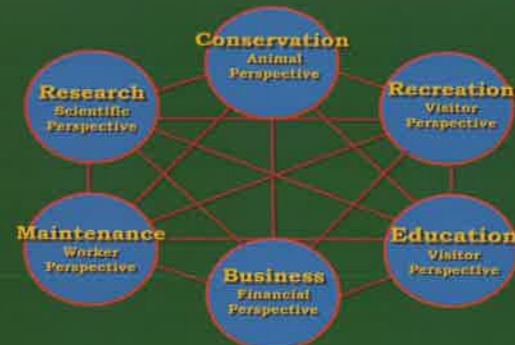 Conservation
Animal
Perspective
Research
Scientific
Perspective
Recreation
Visitor
Perspective
Maintenance
Worker
Perspective
Education
Visitor
Perspective
Business
Financial
Perspective